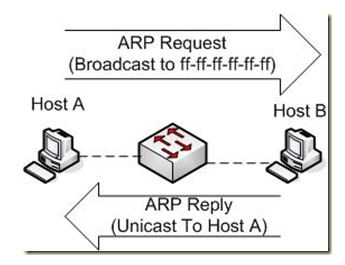 ARP Request
(Broadcast to ff-ff-ff-ff-ff-ff)
Host A
Host B
ARP Reply
(Unicast To Host A)